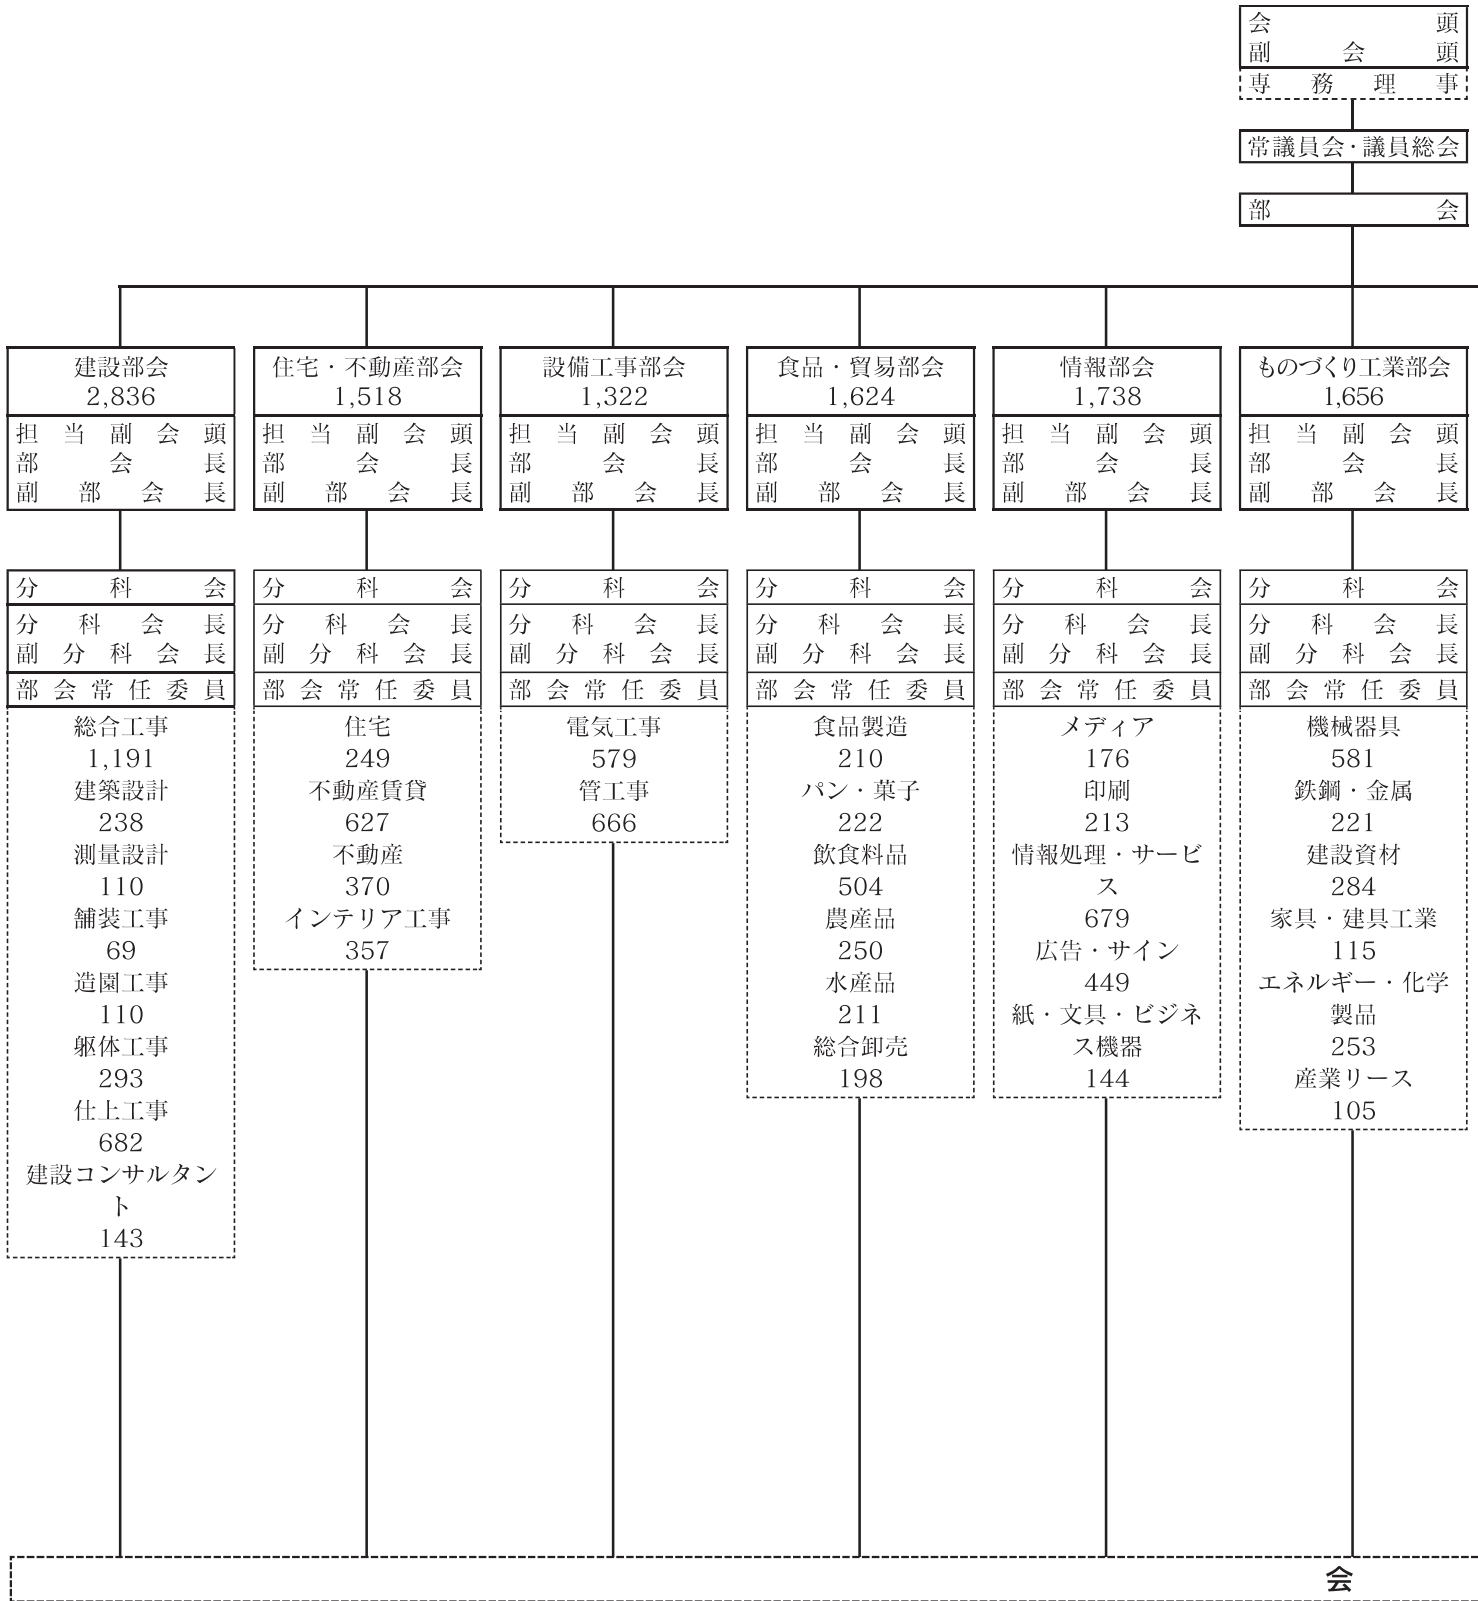 会頭
副会頭
専務理事
常議員会・議員総会
部会
建設部会
2,836
担当副会頭
部会長
副部会長
分科会
分科会長
副分科会長
部会常任委員
総合工事
1,191
建築設計
238
測量設計
110
舗装工事
69
造園工事
110
躯体工事
293
仕上工事
682
建設コンサルタン
ト
143
住宅・不動産部会
1,518
担当副会頭
部会長
副部会長
分科会
分科会長
副分科会長
部会常任委員
住宅
249
不動産賃貸
627
不動産
370
インテリア工事
357
設備工事部会
1,322
担当副会頭
部会長
副部会長
分科会
分科会長
副分科会長
部会常任委員
電気工事
579
管工事
666
食品・貿易部会
1,624
担当副会頭
部会長
副部会長
分科会
分科会長
副分科会長
部会常任委員
食品製造
210
パン・菓子
222
飲食料品
504
農産品
250
水産品
211
総合卸売
198
情報部会
1,738
担当副会頭
部会長
副部会長
分科会
分科会長
副分科会長
部会常任委員
メディア
176
印刷
213
情報処理・サービ
ス
679
広告・サイン
449
紙・文具・ビジネ
ス機器
144
ものづくり工業部会
1,656
担当副会頭
部会長
副部会長
分科会
分科会長
副分科会長
部会常任委員
機械器具
581
鉄鋼・金属
221
建設資材
284
家具・建具工業
115
エネルギー・化学
製品
253
産業リース
105
会